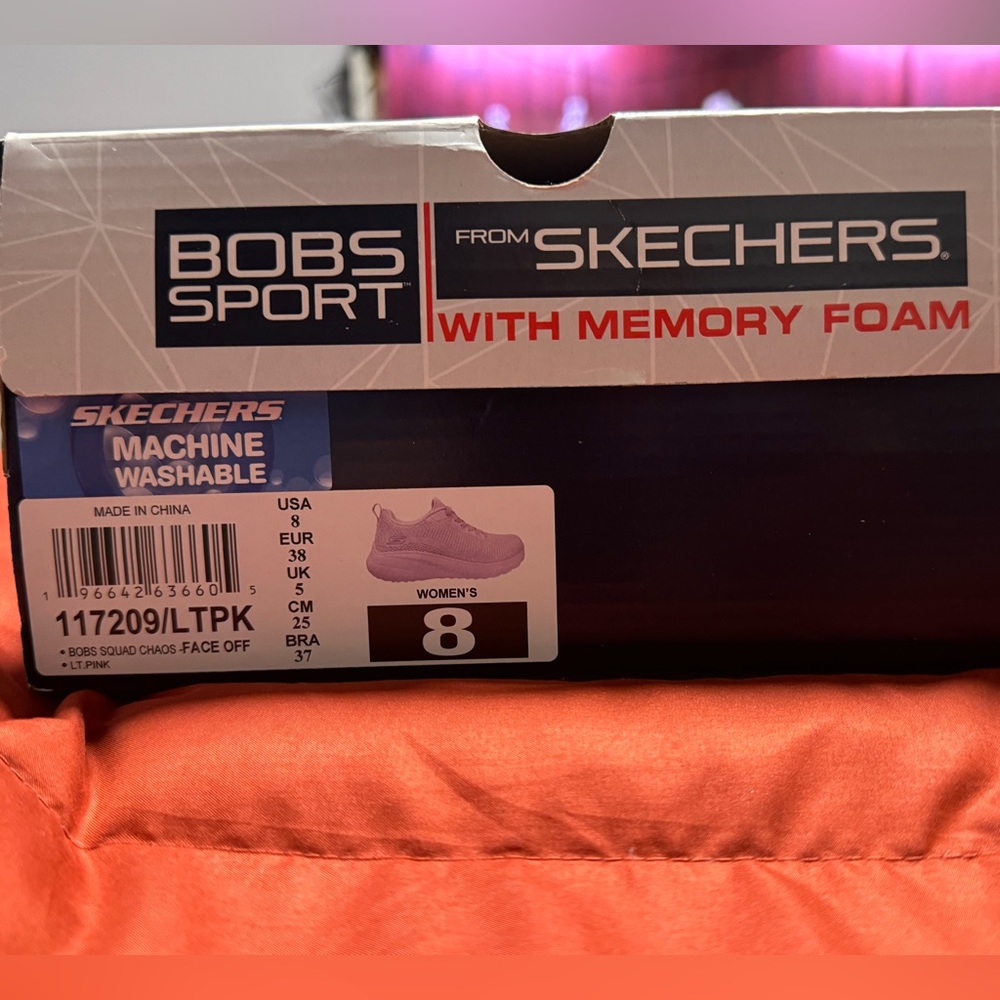 BOBS
SPORT™
FROM SKECHERS®
WITH MEMORY FOAM
SKECHERS
MACHINE
WASHABLE
MADE IN CHINA
1 96642 63660 5
117209/LTPK
• BOBS SQUAD CHAOS -FACE OFF
• LT.PINK
USA
8
EUR
38
UK
5
CM
25
BRA
37
WOMEN'S
8